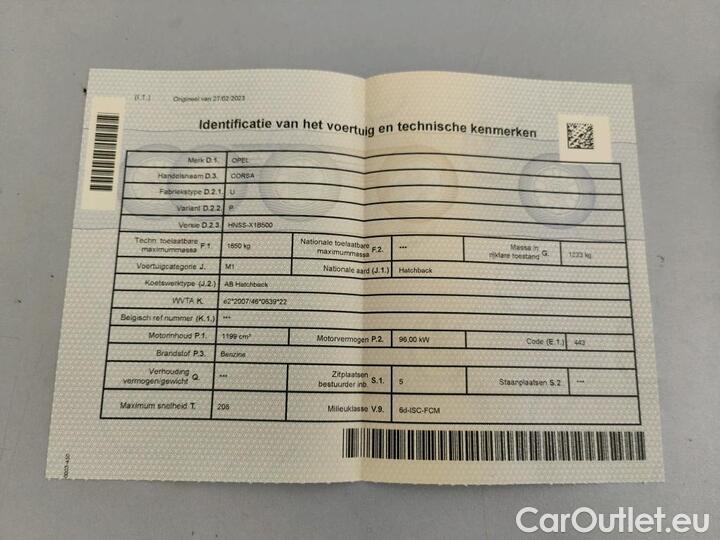 (I.T.) Origineel van 27/02/2023
Identificatie van het voertuig en technische kenmerken
Merk D.1. OPEL
Handelsnaam D.3. CORSA
Fabriekstype D.2.1. U
Variant D.2.2. P
Versie D.2.3. HNSS-X1B500
Techn. toelaatbare maximummassa F.1. 1650 kg Nationale toelaatbare maximummassa F.2. *** Massa in rijklare toestand G. 1233 kg
Voertuigcategorie J. M1 Nationale aard (J.1.) Hatchback
Koetswerktype (J.2.) AB Hatchback
WVTA K. e2*2007/46*0639*22
Belgisch ref nummer (K.1.) ***
Motorinhoud P.1. 1199 cm³ Motorvermogen P.2. 96,00 kW Code (E.1.) 443
Brandstof P.3. Benzine
Verhouding vermogen/gewicht Q. *** Zitplaatsen bestuurder inb. S.1. 5 Staanplaatsen S.2. ***
Maximum snelheid T. 208 Milieuklasse V.9. 6d-ISC-FCM
CarOutlet.eu